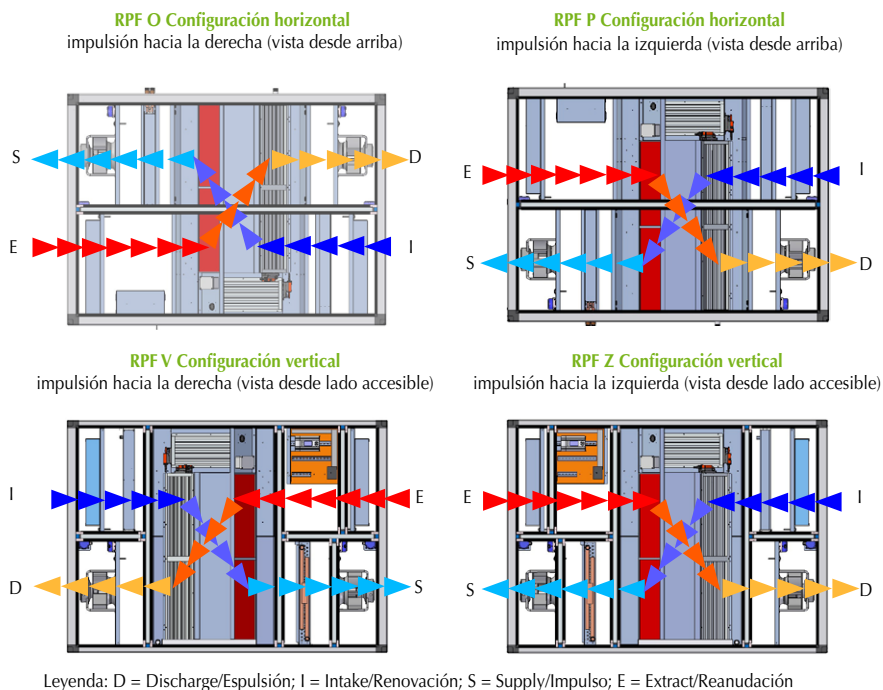 RPF O Configuración horizontal
impulsión hacia la derecha (vista desde arriba)
S
D
E
I
RPF P Configuración horizontal
impulsión hacia la izquierda (vista desde arriba)
E
I
S
D
RPF V Configuración vertical
impulsión hacia la derecha (vista desde lado accesible)
I
E
D
S
RPF Z Configuración vertical
impulsión hacia la izquierda (vista desde lado accesible)
E
I
S
D
Leyenda: D = Discharge/Espulsión; I = Intake/Renovación; S = Supply/Impulso; E = Extract/Reanudación